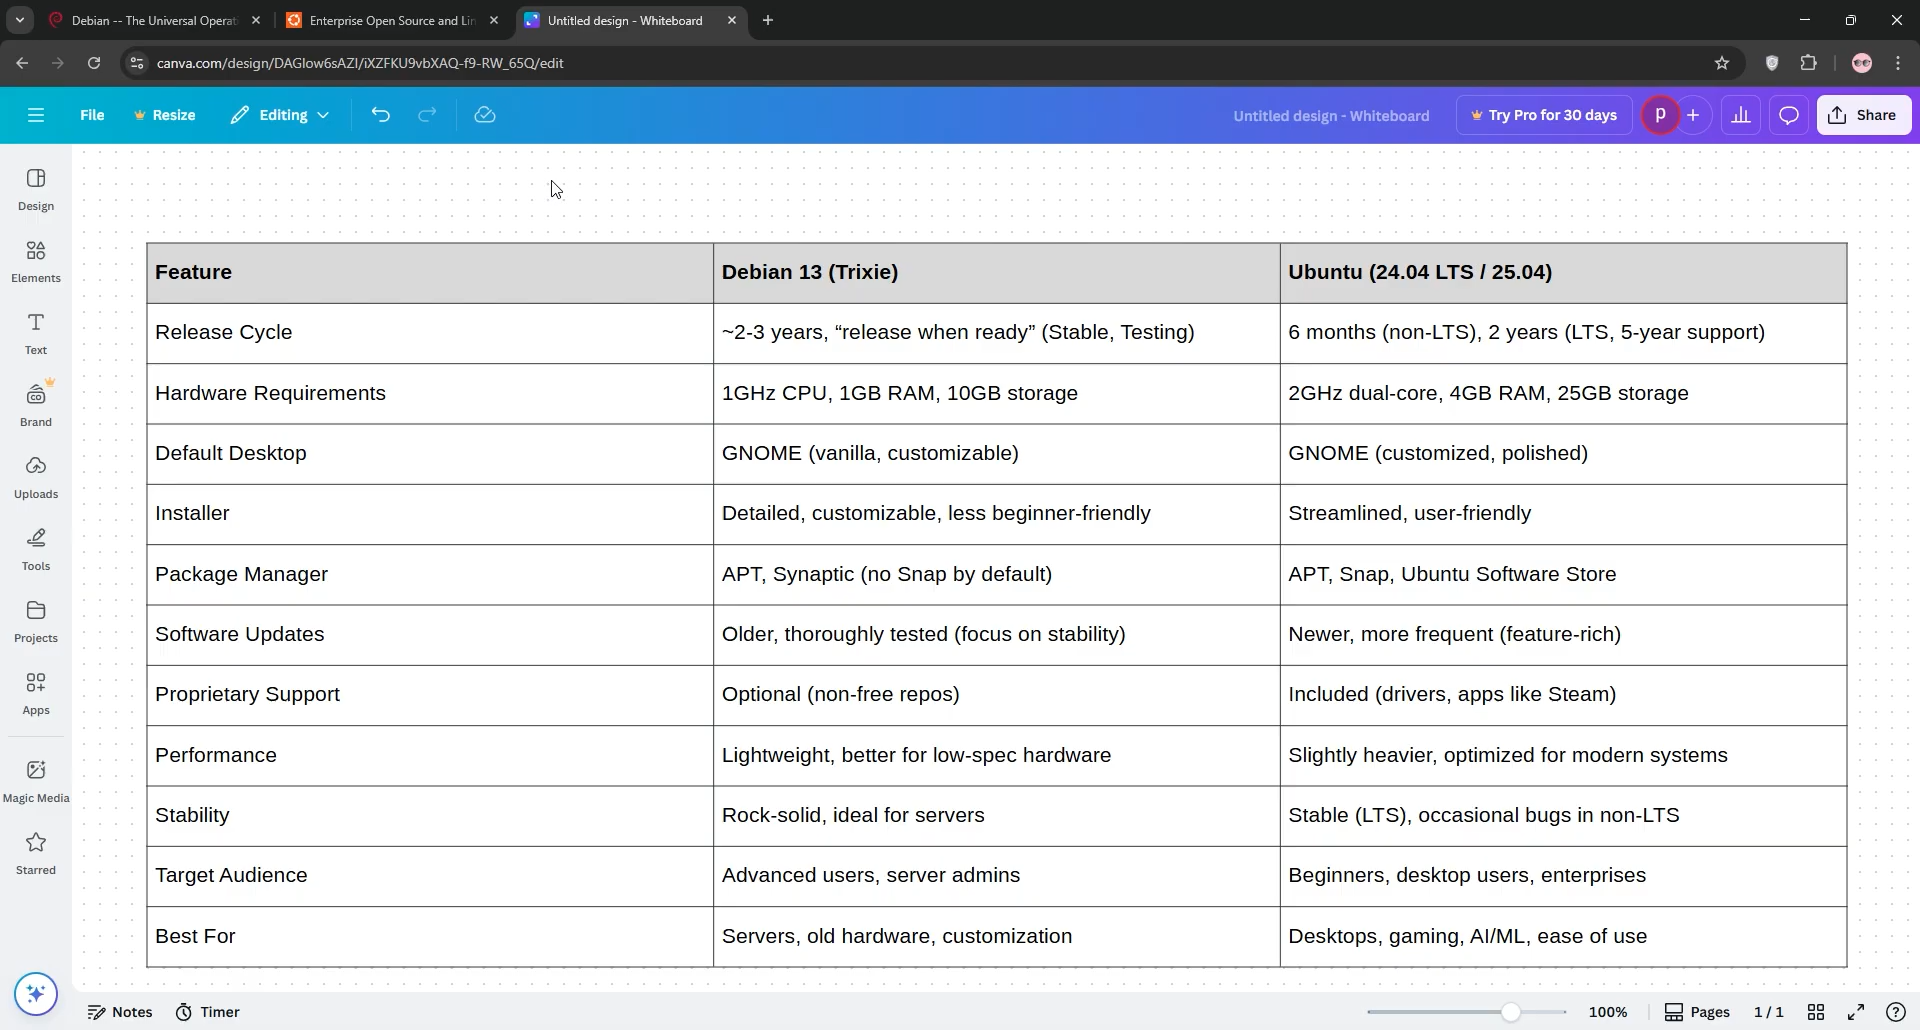 Debian -- The Universal Operat
Enterprise Open Source and Lin
Untitled design - Whiteboard
canva.com/design/DAGlow6sAZI/iXZFKU9vbXAQ-f9-RW_65Q/edit
File
Resize
Editing
Untitled design - Whiteboard
Try Pro for 30 days
p
Share
Design
Elements
Text
Brand
Uploads
Tools
Projects
Apps
Magic Media
Starred
Feature Debian 13 (Trixie) Ubuntu (24.04 LTS / 25.04)
Release Cycle ~2-3 years, “release when ready” (Stable, Testing) 6 months (non-LTS), 2 years (LTS, 5-year support)
Hardware Requirements 1GHz CPU, 1GB RAM, 10GB storage 2GHz dual-core, 4GB RAM, 25GB storage
Default Desktop GNOME (vanilla, customizable) GNOME (customized, polished)
Installer Detailed, customizable, less beginner-friendly Streamlined, user-friendly
Package Manager APT, Synaptic (no Snap by default) APT, Snap, Ubuntu Software Store
Software Updates Older, thoroughly tested (focus on stability) Newer, more frequent (feature-rich)
Proprietary Support Optional (non-free repos) Included (drivers, apps like Steam)
Performance Lightweight, better for low-spec hardware Slightly heavier, optimized for modern systems
Stability Rock-solid, ideal for servers Stable (LTS), occasional bugs in non-LTS
Target Audience Advanced users, server admins Beginners, desktop users, enterprises
Best For Servers, old hardware, customization Desktops, gaming, AI/ML, ease of use
Notes
Timer
100%
Pages
1 / 1